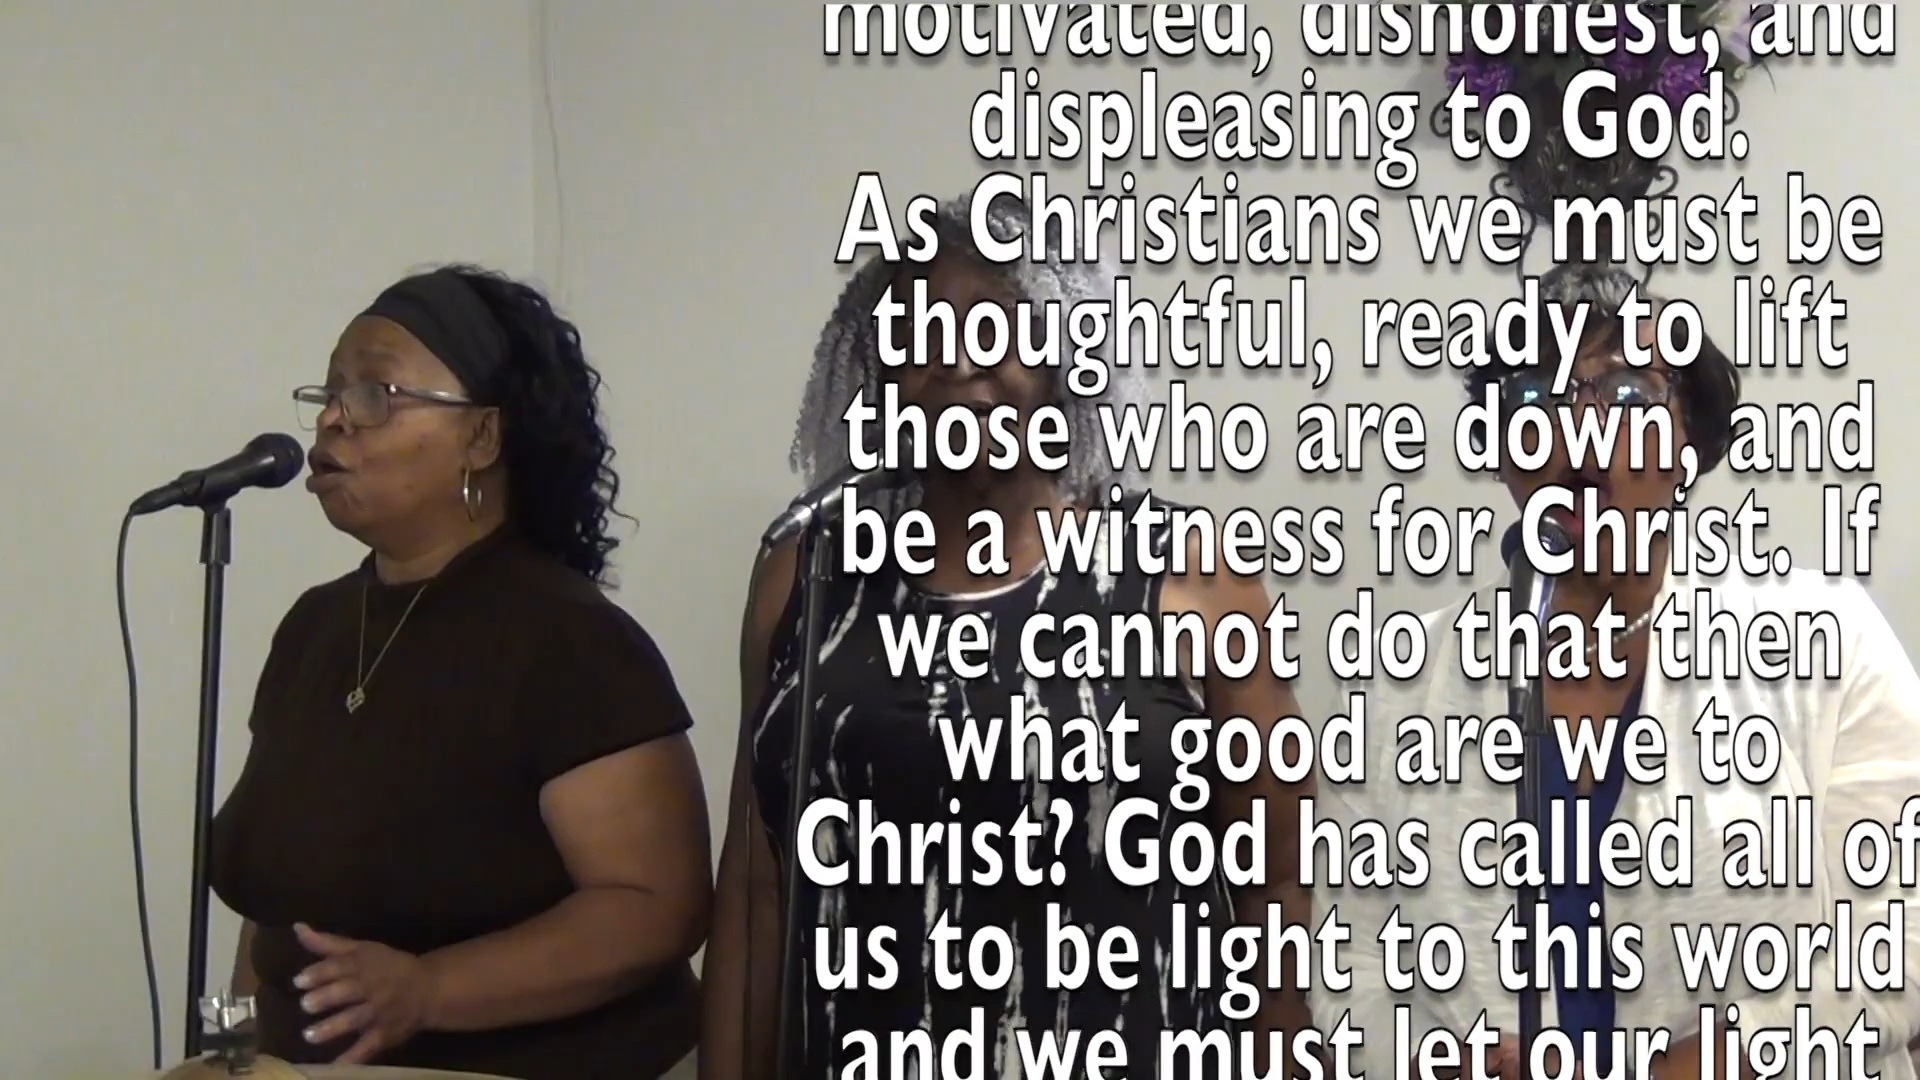 motivated, dishonest, and
displeasing to God.
As Christians we must be
thoughtful, ready to lift
those who are down, and
be a witness for Christ. If
we cannot do that then
what good are we to
Christ? God has called all of
us to be light to this world
and we must let our light